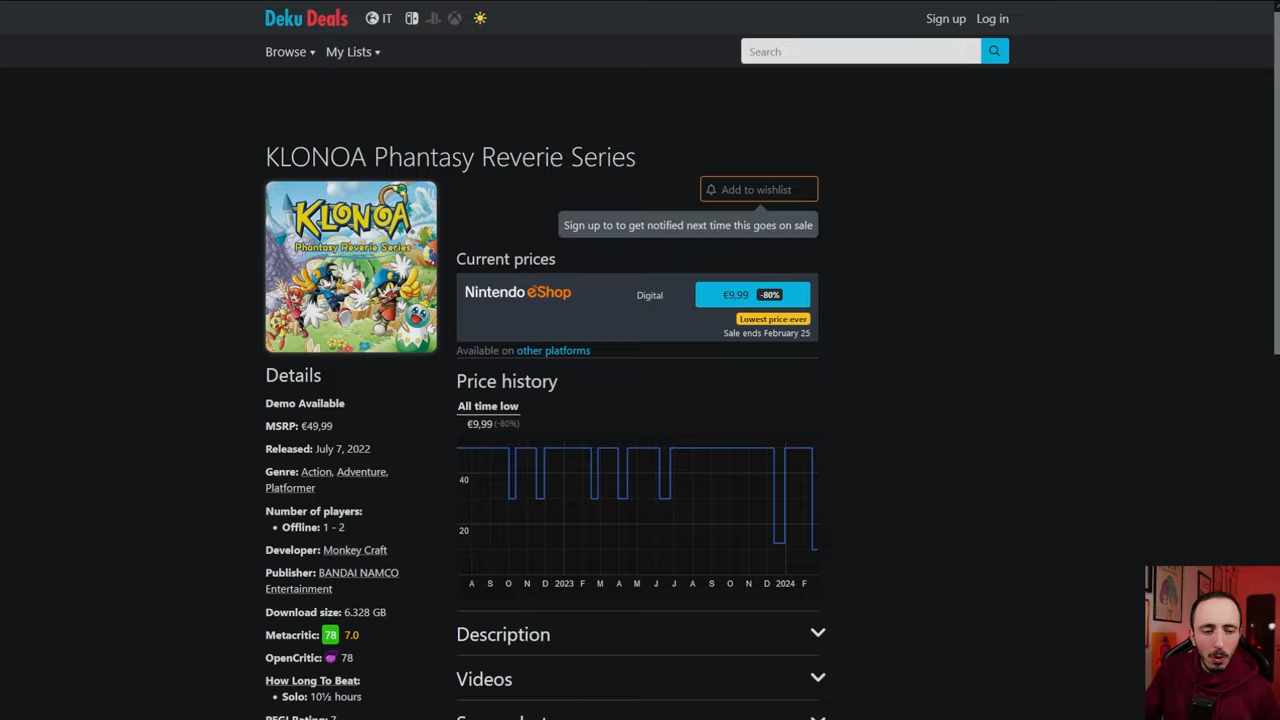 Deku Deals
IT
Sign up
Log in
Browse
My Lists
Search
KLONOA Phantasy Reverie Series
KLONOA
Phantasy Reverie Series
Add to wishlist
Sign up to to get notified next time this goes on sale
Current prices
Nintendo eShop
Digital
€9,99
-80%
Lowest price ever
Sale ends February 25
Available on other platforms
Details
Demo Available
MSRP: €49,99
Released: July 7, 2022
Genre: Action, Adventure,
Platformer
Number of players:
• Offline: 1 - 2
Developer: Monkey Craft
Publisher: BANDAI NAMCO
Entertainment
Download size: 6.328 GB
Metacritic: 78 7.0
OpenCritic: 78
How Long To Beat:
• Solo: 10½ hours
Price history
All time low
€9,99 (-80%)
40
20
A S O N D 2023 F M A M J J A S O N D 2024 F
Description
Videos